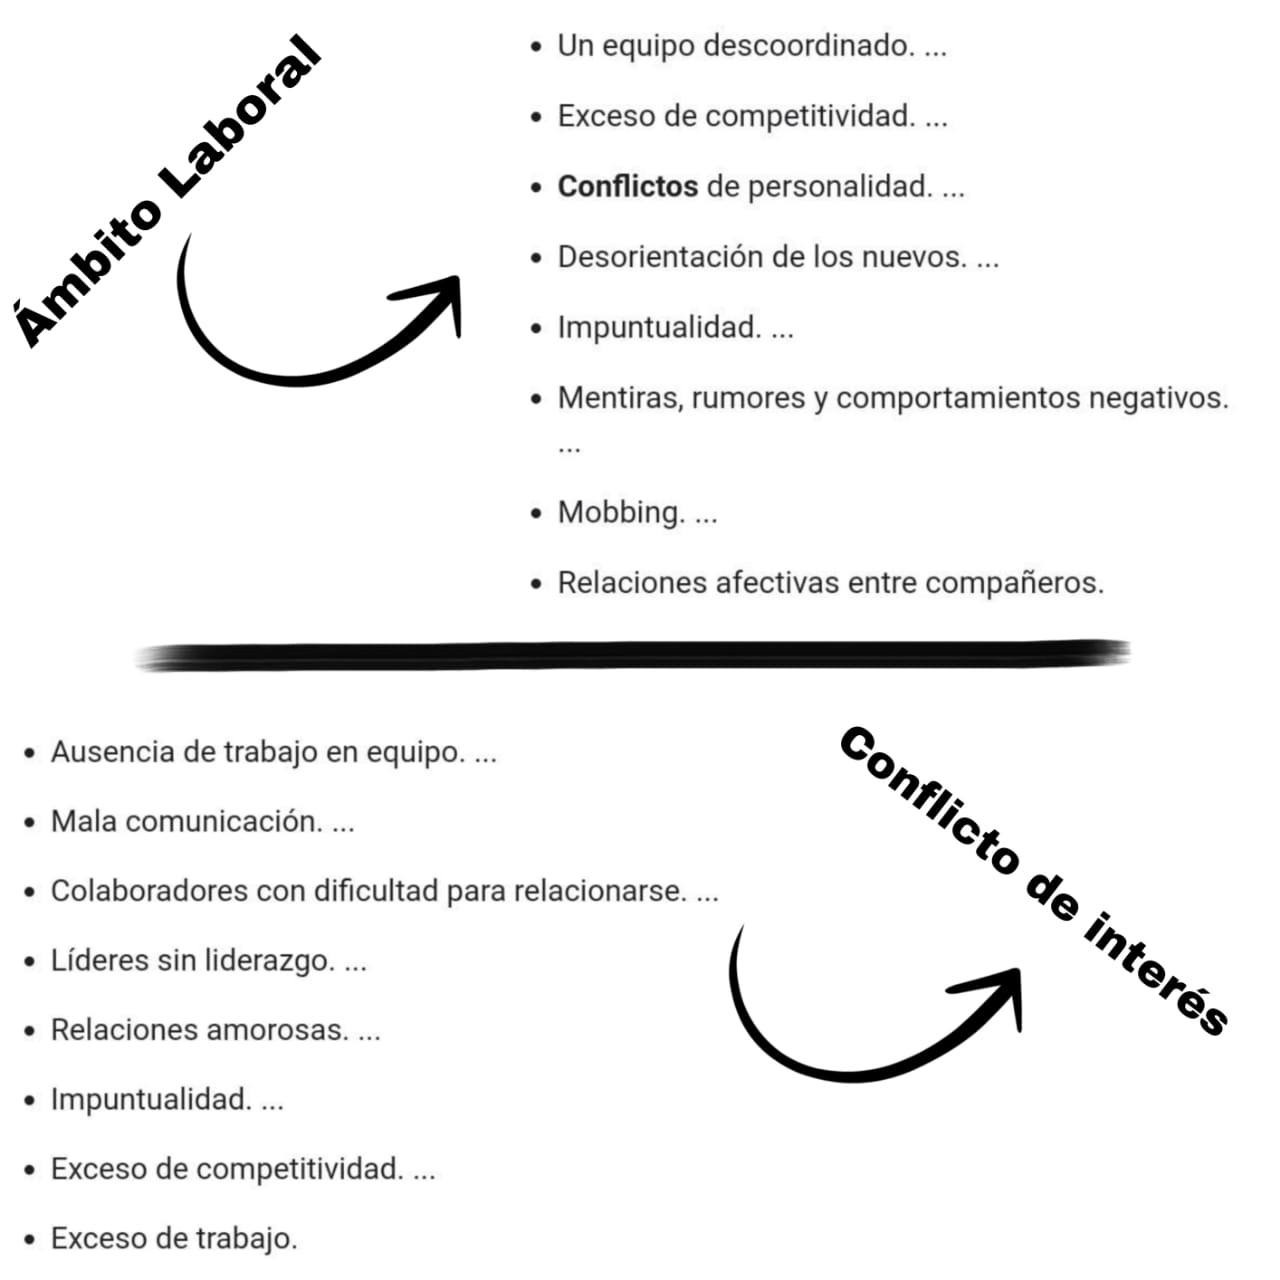 Ámbito Laboral
• Un equipo descoordinado. ...
• Exceso de competitividad. ...
• Conflictos de personalidad. ...
• Desorientación de los nuevos. ...
• Impuntualidad. ...
• Mentiras, rumores y comportamientos negativos.
...
• Mobbing. ...
• Relaciones afectivas entre compañeros.
Conflicto de interés
• Ausencia de trabajo en equipo. ...
• Mala comunicación. ...
• Colaboradores con dificultad para relacionarse. ...
• Líderes sin liderazgo. ...
• Relaciones amorosas. ...
• Impuntualidad. ...
• Exceso de competitividad. ...
• Exceso de trabajo.